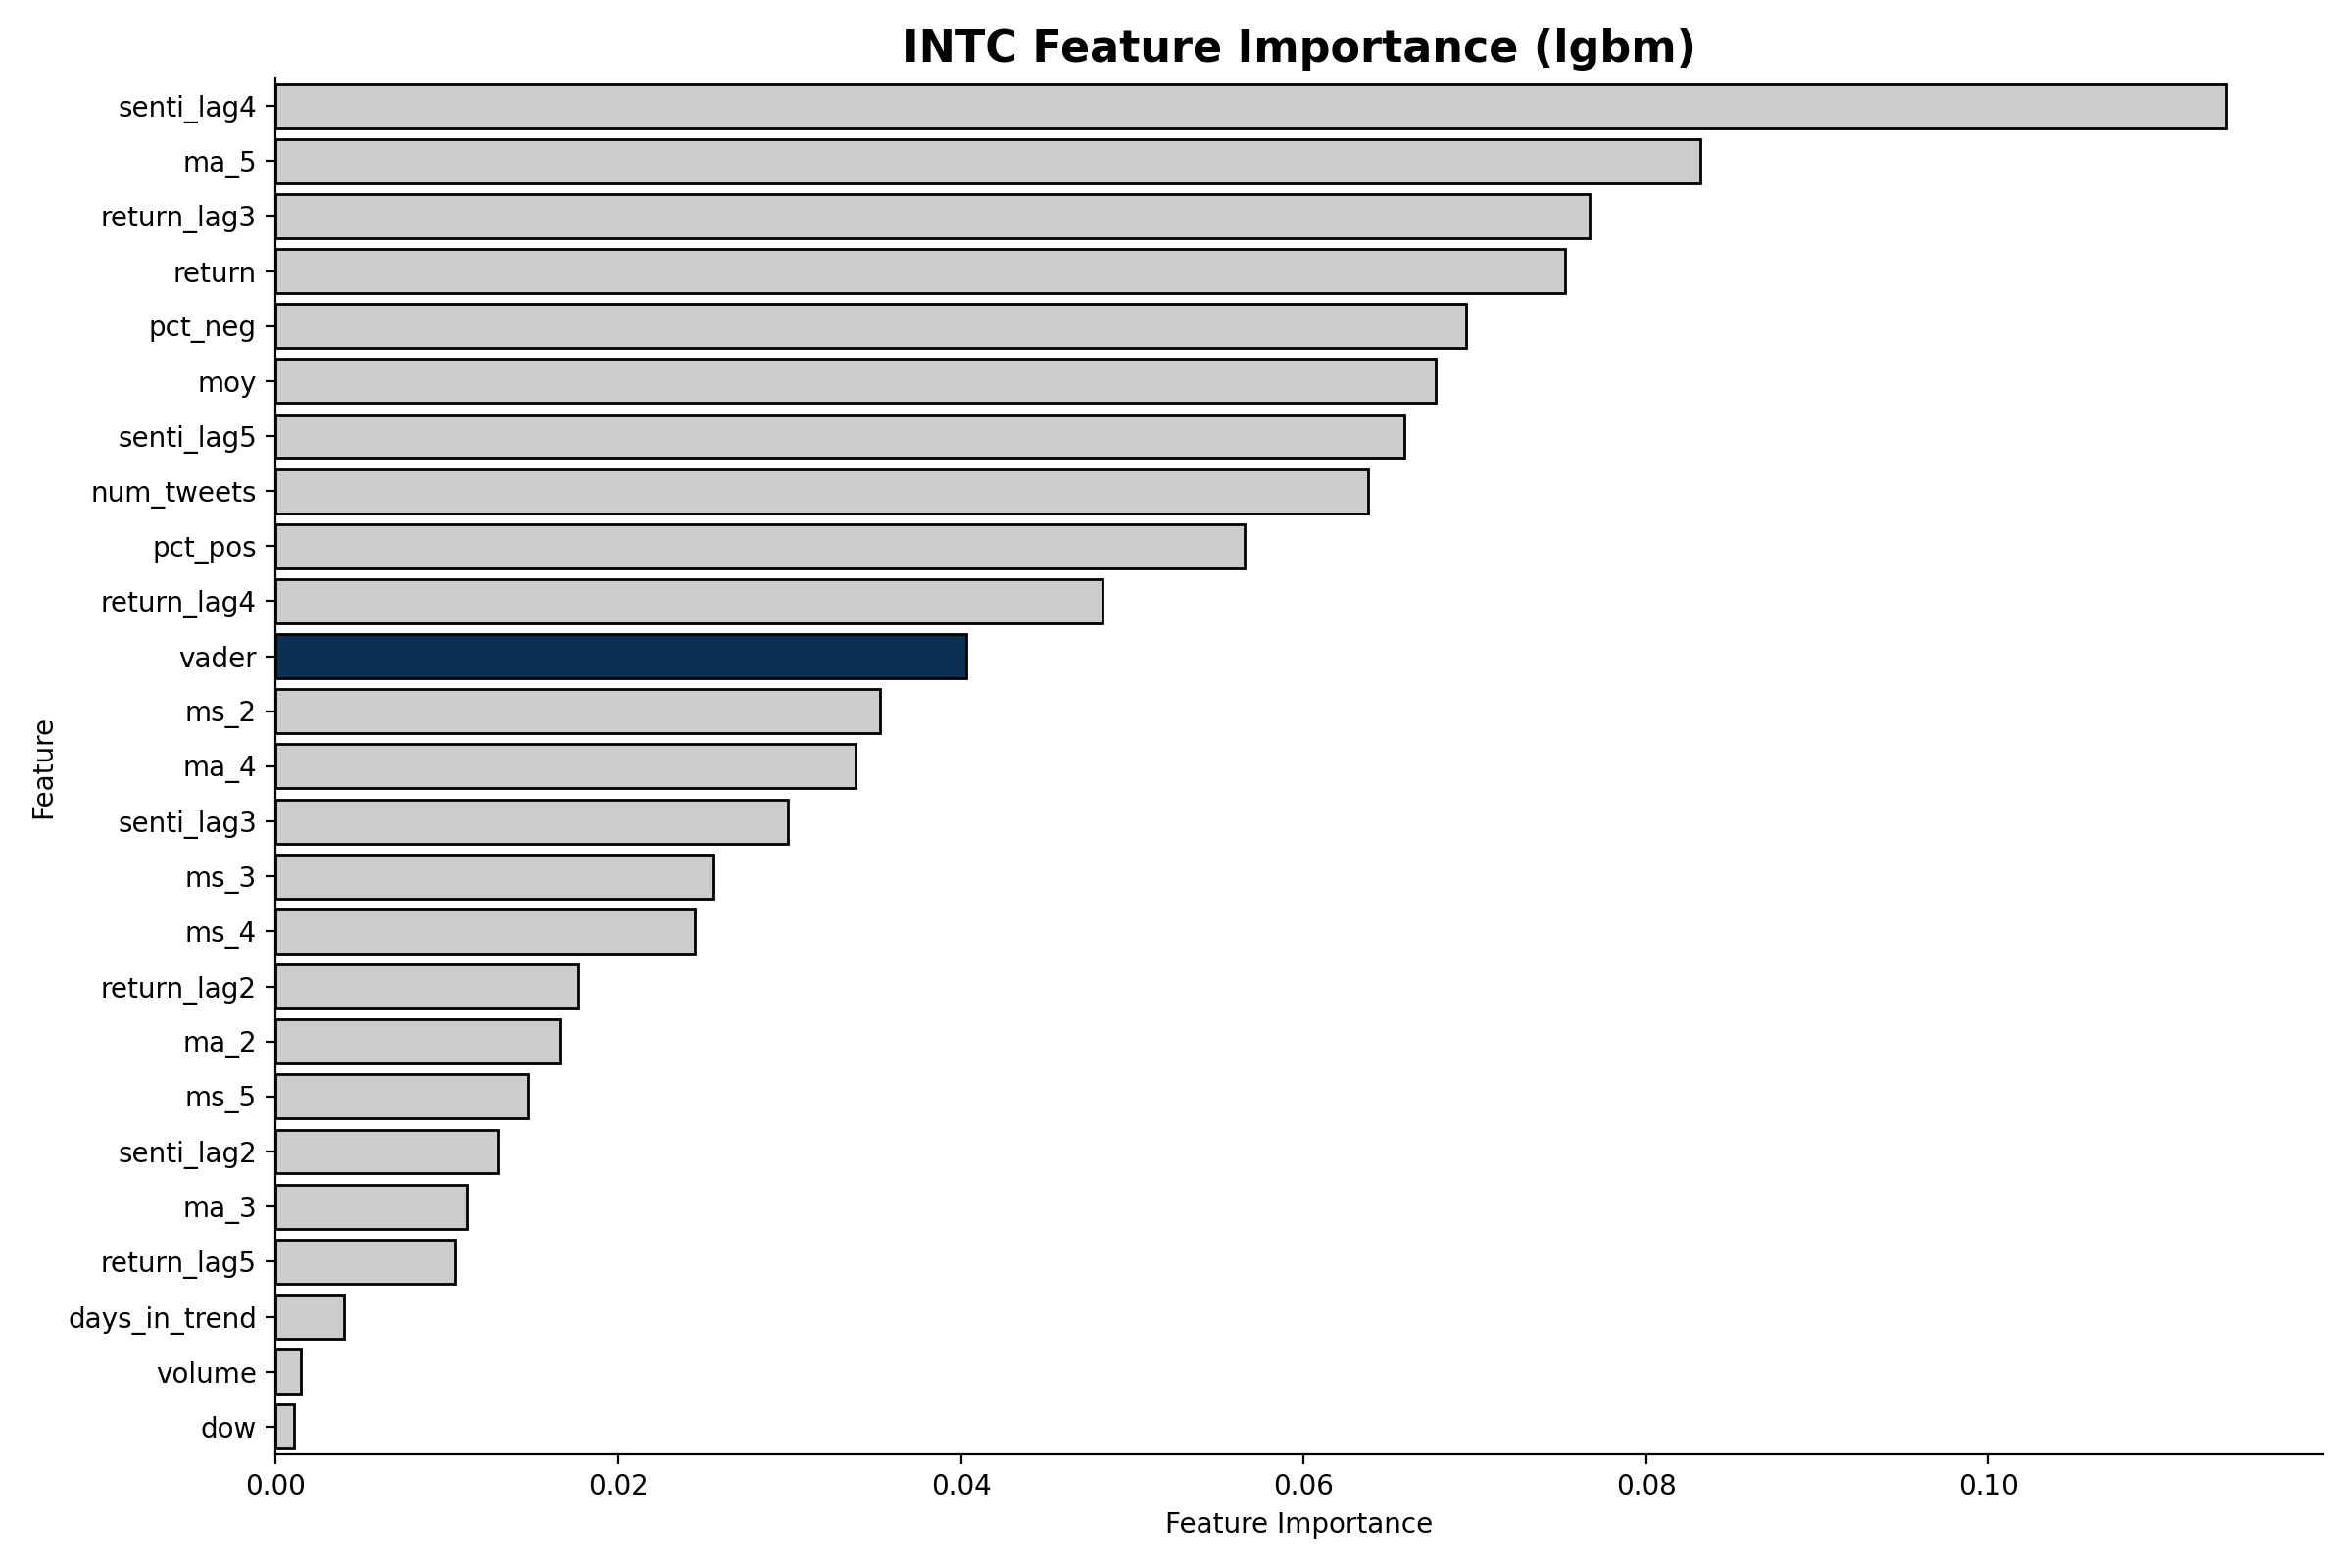 INTC Feature Importance (lgbm)
senti_lag4
ma_5
return_lag3
return
pct_neg
moy
senti_lag5
num_tweets
pct_pos
return_lag4
vader
ms_2
ma_4
senti_lag3
ms_3
ms_4
return_lag2
ma_2
ms_5
senti_lag2
ma_3
return_lag5
days_in_trend
volume
dow
Feature
0.00 0.02 0.04 0.06 0.08 0.10
Feature Importance